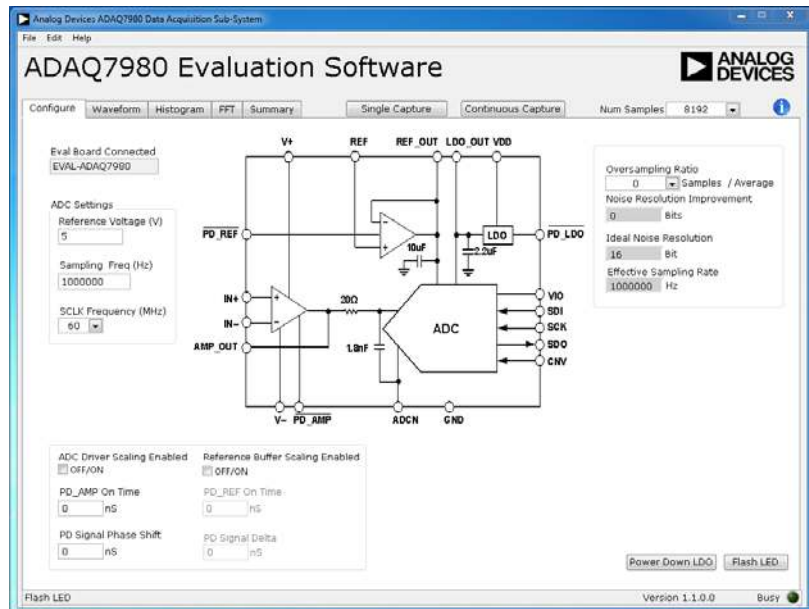 Analog Devices ADAQ7980 Data Acquisition Sub-System
File Edit Help
ADAQ7980 Evaluation Software
ANALOG
DEVICES
Configure Waveform Histogram FFT Summary Single Capture Continuous Capture Num Samples 8192
Eval Board Connected
EVAL-ADAQ7980
ADC Settings
Reference Voltage (V)
5
Sampling Freq (Hz)
1000000
SCLK Frequency (MHz)
60
V+ REF REF_OUT LDO_OUT VDD
PD_REF
10uF
LDO
PD_LDO
2.2uF
IN+
IN-
AMP_OUT
20Ω
1.8nF
ADC
VIO
SDI
SCK
SDO
CNV
V- PD_AMP ADCN GND
Oversampling Ratio
0 Samples / Average
Noise Resolution Improvement
0 Bits
Ideal Noise Resolution
16 Bit
Effective Sampling Rate
1000000 Hz
ADC Driver Scaling Enabled
OFF/ON
PD_AMP On Time
0 nS
PD Signal Phase Shift
0 nS
Reference Buffer Scaling Enabled
OFF/ON
PD_REF On Time
0 nS
PD Signal Delta
0 nS
Power Down LDO Flash LED
Flash LED Version 1.1.0.0 Busy